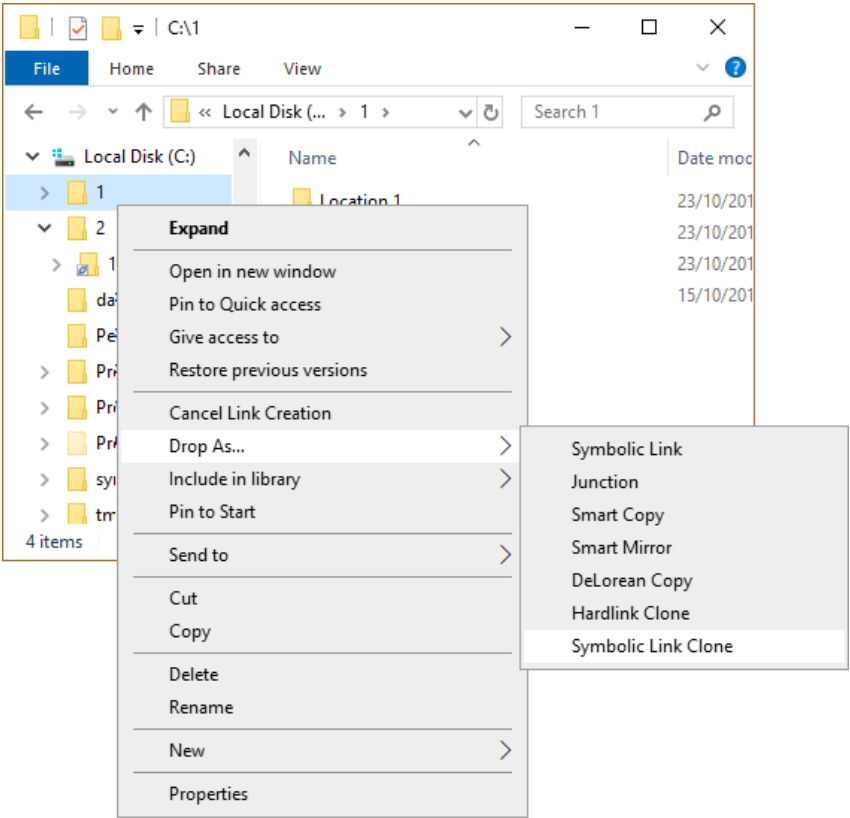 C:\1
File Home Share View
« Local Disk (... > 1 > Search 1
Local Disk (C:)
1
2
1
Name Date moc
Location 1
23/10/201
23/10/201
23/10/201
15/10/201
4 items
Expand
Open in new window
Pin to Quick access
Give access to
Restore previous versions
Cancel Link Creation
Drop As...
Include in library
Pin to Start
Send to
Cut
Copy
Delete
Rename
New
Properties
Symbolic Link
Junction
Smart Copy
Smart Mirror
DeLorean Copy
Hardlink Clone
Symbolic Link Clone